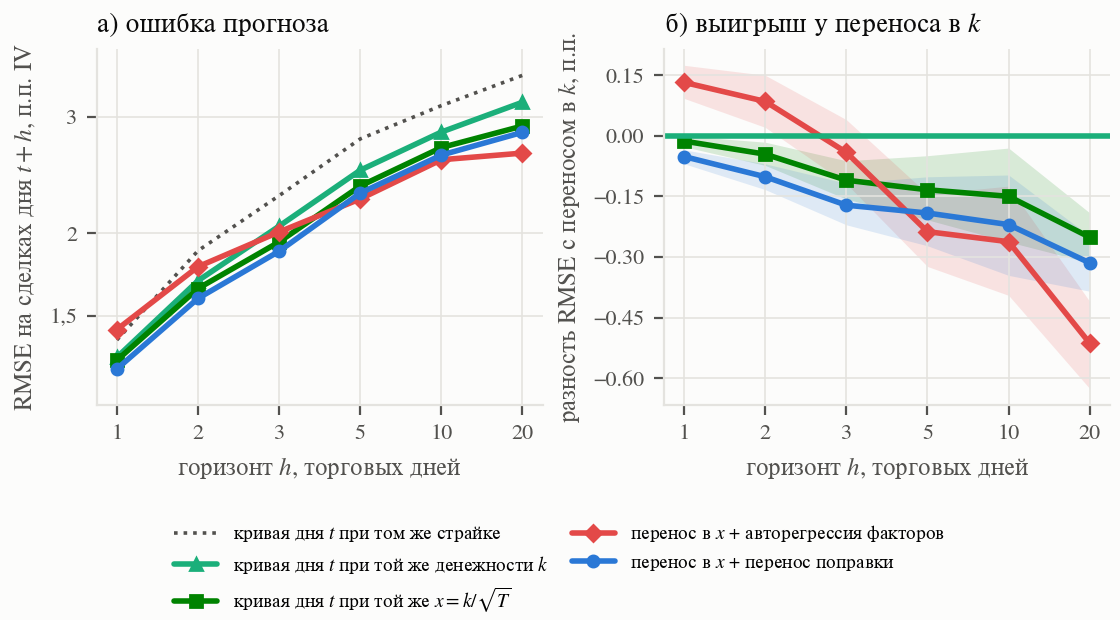 а) ошибка прогноза
RMSE на сделках дня t + h, п.п. IV
3
2
1,5
1 2 3 5 10 20
горизонт h, торговых дней
б) выигрыш у переноса в k
разность RMSE с переносом в k, п.п.
0.15
0.00
−0.15
−0.30
−0.45
−0.60
1 2 3 5 10 20
горизонт h, торговых дней
кривая дня t при том же страйке
кривая дня t при той же денежности k
кривая дня t при той же x = k/√T
перенос в x + авторегрессия факторов
перенос в x + перенос поправки